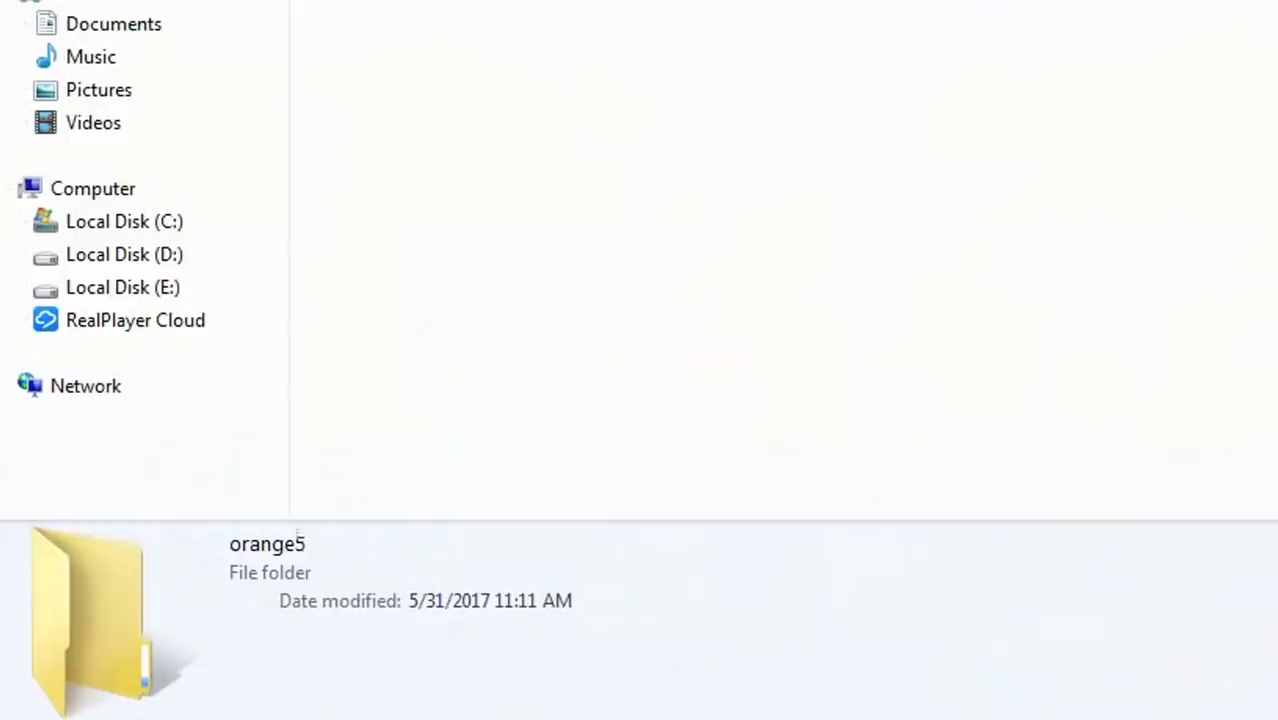 Documents
Music
Pictures
Videos
Computer
Local Disk (C:)
Local Disk (D:)
Local Disk (E:)
RealPlayer Cloud
Network
orange5
File folder
Date modified: 5/31/2017 11:11 AM